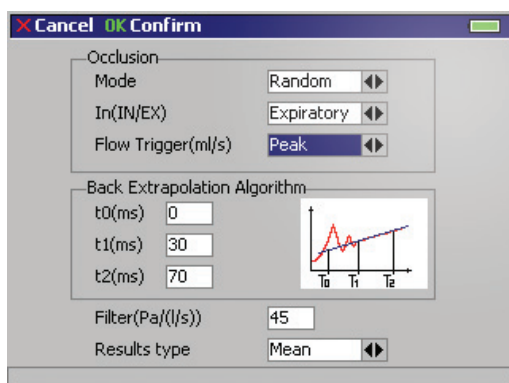 Cancel OK Confirm
Occlusion
Mode Random
In(IN/EX) Expiratory
Flow Trigger(ml/s) Peak
Back Extrapolation Algorithm
t0(ms) 0
t1(ms) 30
t2(ms) 70
T0 T1 T2
Filter(Pa/(l/s)) 45
Results type Mean